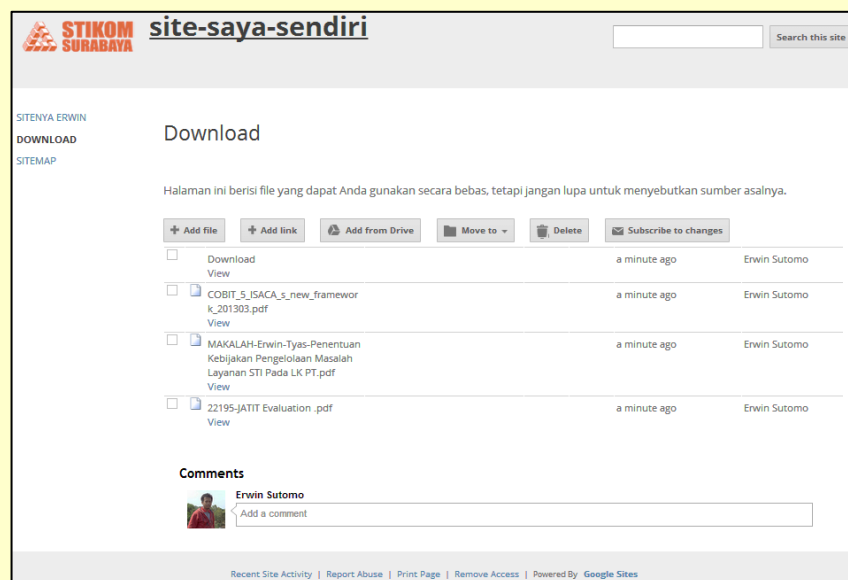 STIKOM
SURABAYA
site-saya-sendiri
Search this site
SITENYA ERWIN
DOWNLOAD
SITEMAP
Download
Halaman ini berisi file yang dapat Anda gunakan secara bebas, tetapi jangan lupa untuk menyebutkan sumber asalnya.
+ Add file + Add link Add from Drive Move to Delete Subscribe to changes
Download a minute ago Erwin Sutomo
View
COBIT_5_ISACA_s_new_framewor a minute ago Erwin Sutomo
k_201303.pdf
View
MAKALAH-Erwin-Tyas-Penentuan a minute ago Erwin Sutomo
Kebijakan Pengelolaan Masalah
Layanan STI Pada LK PT.pdf
View
22195-JATIT Evaluation .pdf a minute ago Erwin Sutomo
View
Comments
Erwin Sutomo
Add a comment
Recent Site Activity | Report Abuse | Print Page | Remove Access | Powered By Google Sites